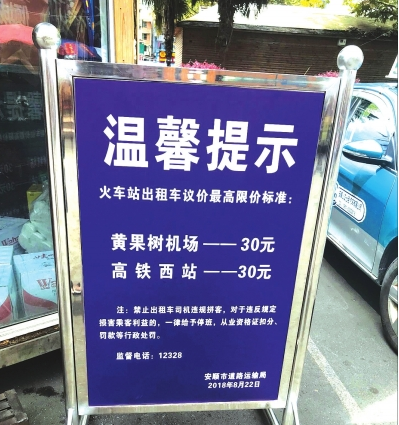 温馨提示
火车站出租车议价最高限价标准：
黄果树机场 —— 30元
高铁西站 —— 30元
注：禁止出租车司机违规拼客，对于违反规定
损害乘客利益的，一律给予停班，从业资格证扣分、
罚款等行政处罚。
监督电话：12328
安顺市道路运输局
2018年8月22日